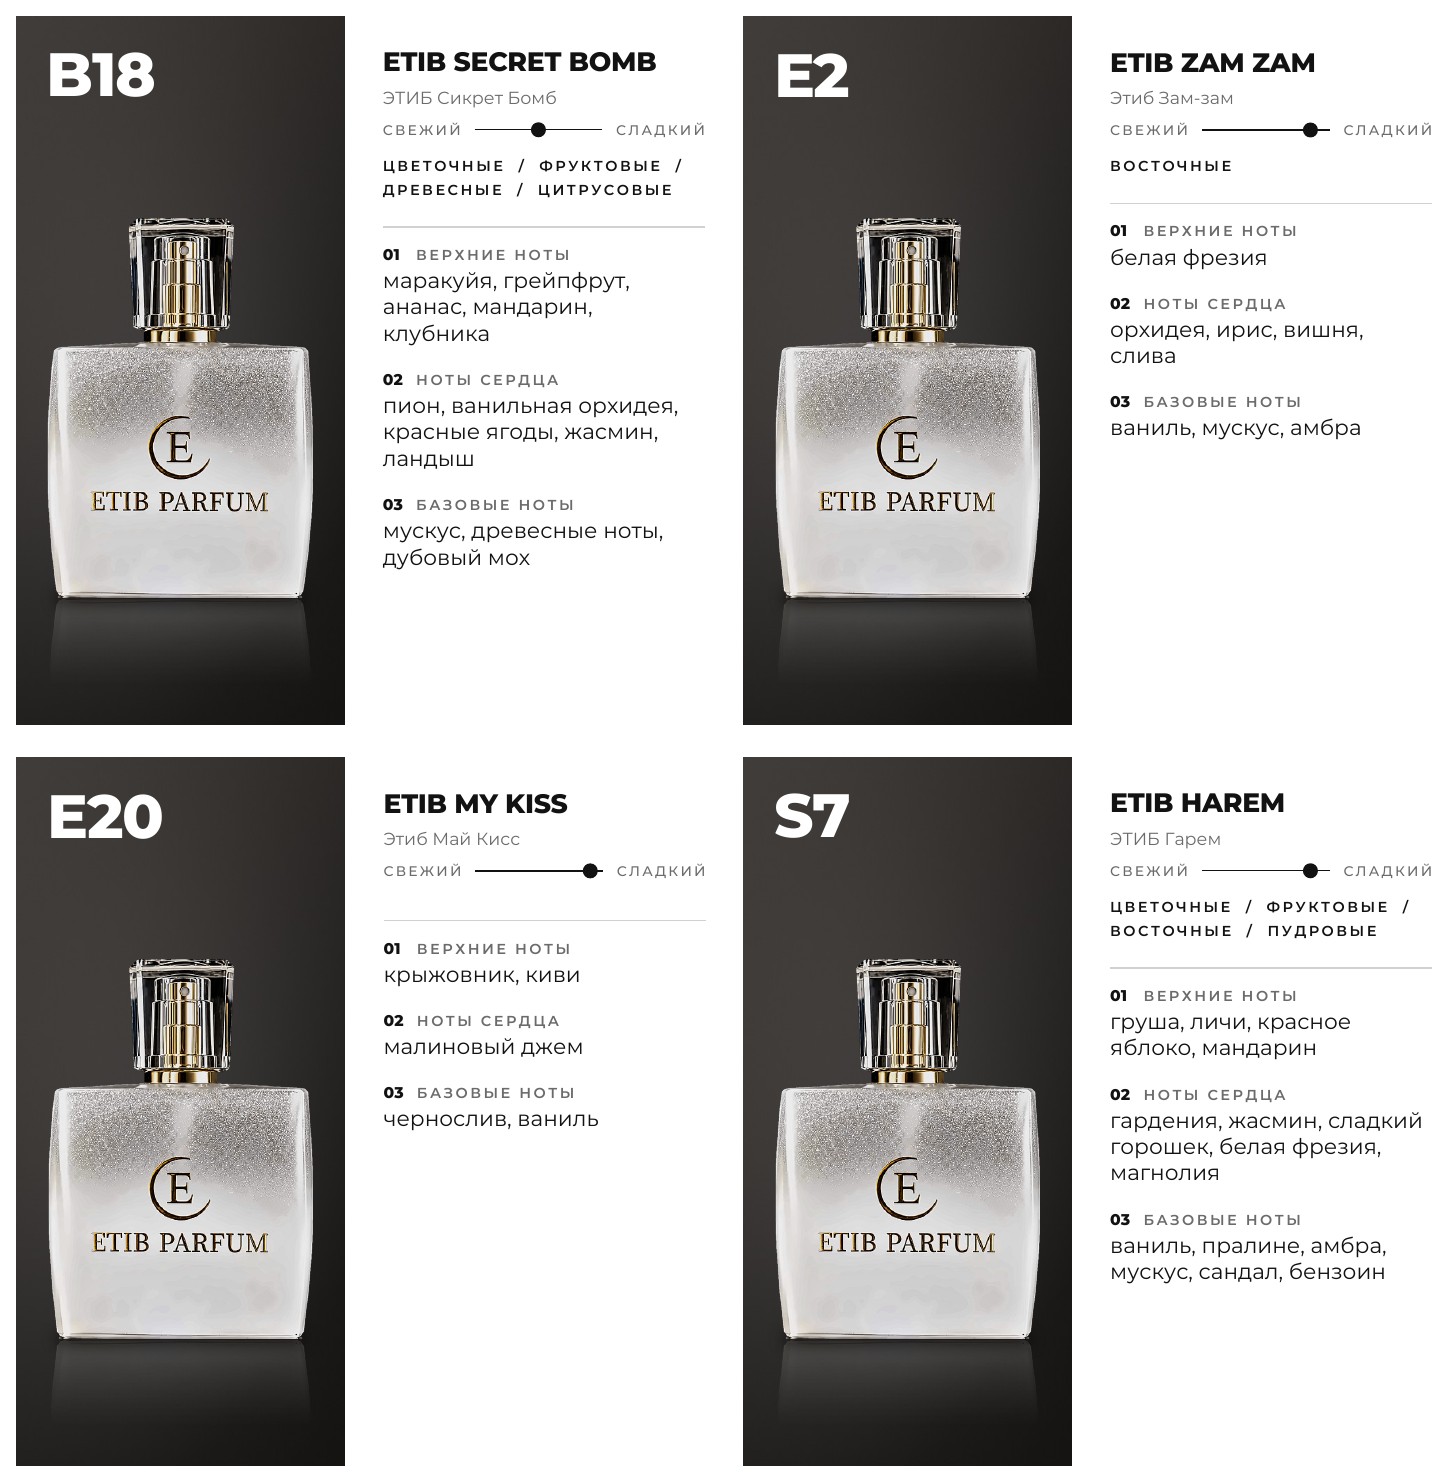 B18
ETIB SECRET BOMB
ЭТИБ Сикрет Бомб
СВЕЖИЙ СЛАДКИЙ
ЦВЕТОЧНЫЕ / ФРУКТОВЫЕ /
ДРЕВЕСНЫЕ / ЦИТРУСОВЫЕ
01 ВЕРХНИЕ НОТЫ
маракуйя, грейпфрут,
ананас, мандарин,
клубника
02 НОТЫ СЕРДЦА
пион, ванильная орхидея,
красные ягоды, жасмин,
ландыш
03 БАЗОВЫЕ НОТЫ
мускус, древесные ноты,
дубовый мох
E
ETIB PARFUM
E2
ETIB ZAM ZAM
Этиб Зам-зам
СВЕЖИЙ СЛАДКИЙ
ВОСТОЧНЫЕ
01 ВЕРХНИЕ НОТЫ
белая фрезия
02 НОТЫ СЕРДЦА
орхидея, ирис, вишня,
слива
03 БАЗОВЫЕ НОТЫ
ваниль, мускус, амбра
E
ETIB PARFUM
E20
ETIB MY KISS
Этиб Май Кисс
СВЕЖИЙ СЛАДКИЙ
01 ВЕРХНИЕ НОТЫ
крыжовник, киви
02 НОТЫ СЕРДЦА
малиновый джем
03 БАЗОВЫЕ НОТЫ
чернослив, ваниль
E
ETIB PARFUM
S7
ETIB HAREM
ЭТИБ Гарем
СВЕЖИЙ СЛАДКИЙ
ЦВЕТОЧНЫЕ / ФРУКТОВЫЕ /
ВОСТОЧНЫЕ / ПУДРОВЫЕ
01 ВЕРХНИЕ НОТЫ
груша, личи, красное
яблоко, мандарин
02 НОТЫ СЕРДЦА
гардения, жасмин, сладкий
горошек, белая фрезия,
магнолия
03 БАЗОВЫЕ НОТЫ
ваниль, пралине, амбра,
мускус, сандал, бензоин
E
ETIB PARFUM